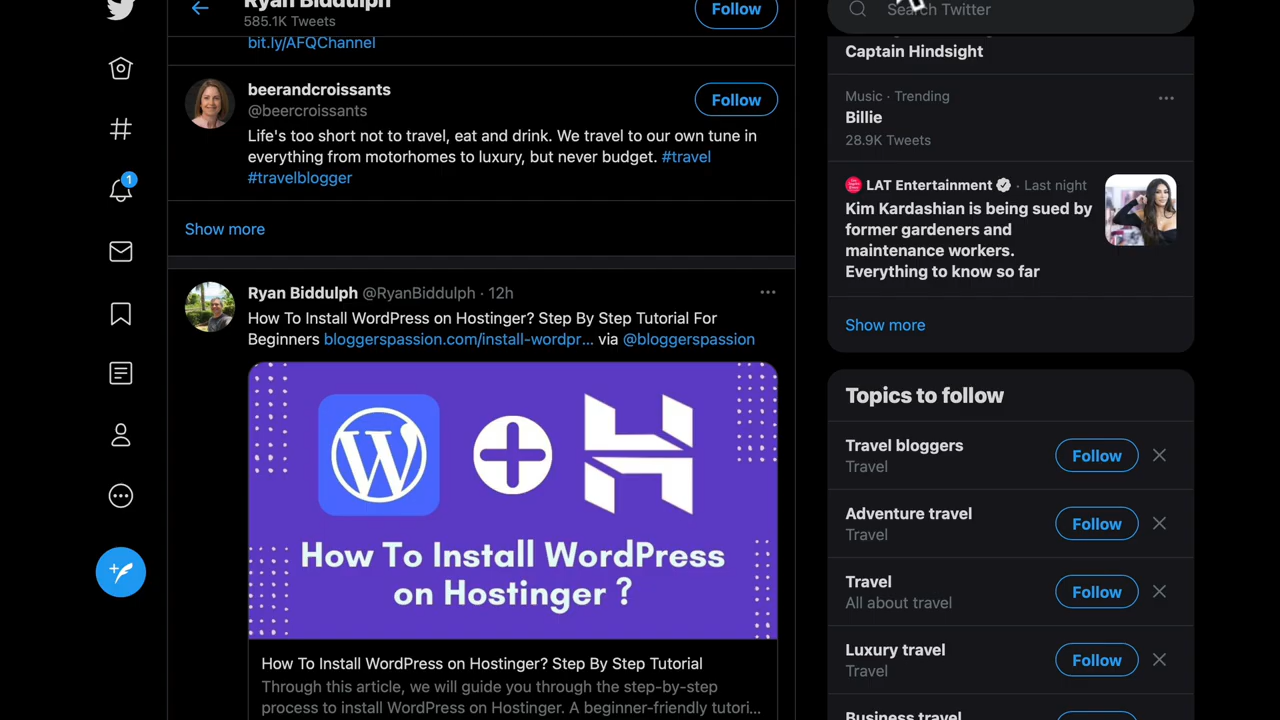 Ryan Biddulph
585.1K Tweets
Follow
bit.ly/AFQChannel
beerandcroissants
@beercroissants
Follow
Life's too short not to travel, eat and drink. We travel to our own tune in
everything from motorhomes to luxury, but never budget. #travel
#travelblogger
Show more
Ryan Biddulph @RyanBiddulph · 12h
How To Install WordPress on Hostinger? Step By Step Tutorial For
Beginners bloggerspassion.com/install-wordpr... via @bloggerspassion
How To Install WordPress
on Hostinger ?
How To Install WordPress on Hostinger? Step By Step Tutorial
Through this article, we will guide you through the step-by-step
process to install WordPress on Hostinger. A beginner-friendly tutori...
1
Search Twitter
Captain Hindsight
Music · Trending
Billie
28.9K Tweets
LAT Entertainment · Last night
Kim Kardashian is being sued by
former gardeners and
maintenance workers.
Everything to know so far
Show more
Topics to follow
Travel bloggers
Travel
Follow
Adventure travel
Travel
Follow
Travel
All about travel
Follow
Luxury travel
Travel
Follow
Business travel